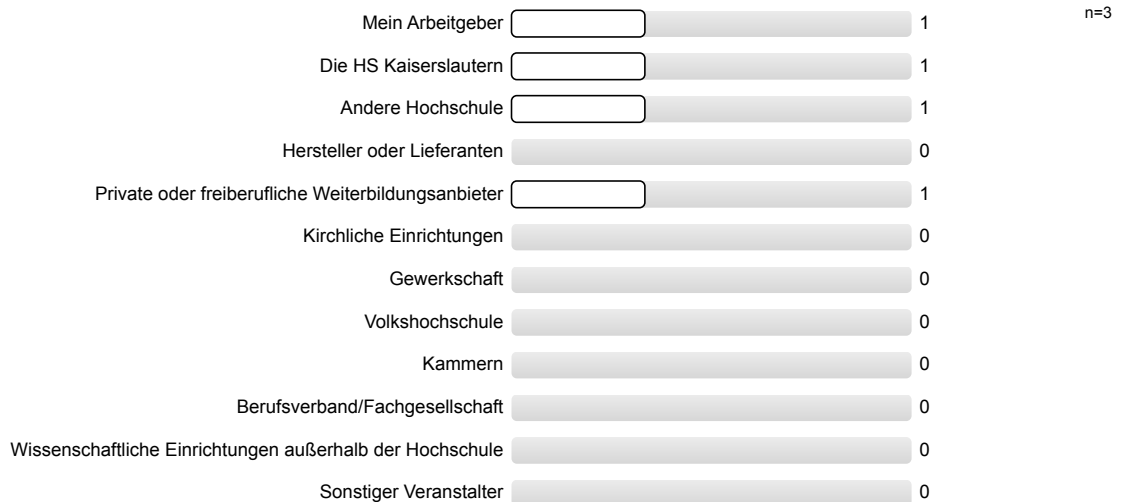 Mein Arbeitgeber 1 n=3
Die HS Kaiserslautern 1
Andere Hochschule 1
Hersteller oder Lieferanten 0
Private oder freiberufliche Weiterbildungsanbieter 1
Kirchliche Einrichtungen 0
Gewerkschaft 0
Volkshochschule 0
Kammern 0
Berufsverband/Fachgesellschaft 0
Wissenschaftliche Einrichtungen außerhalb der Hochschule 0
Sonstiger Veranstalter 0